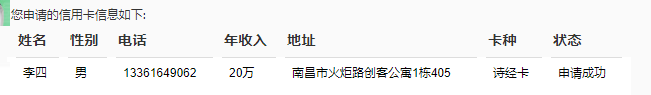 您申请的信用卡信息如下:
姓名 性别 电话 年收入 地址 卡种 状态
李四 男 13361649062 20万 南昌市火炬路创客公寓1栋405 诗经卡 申请成功